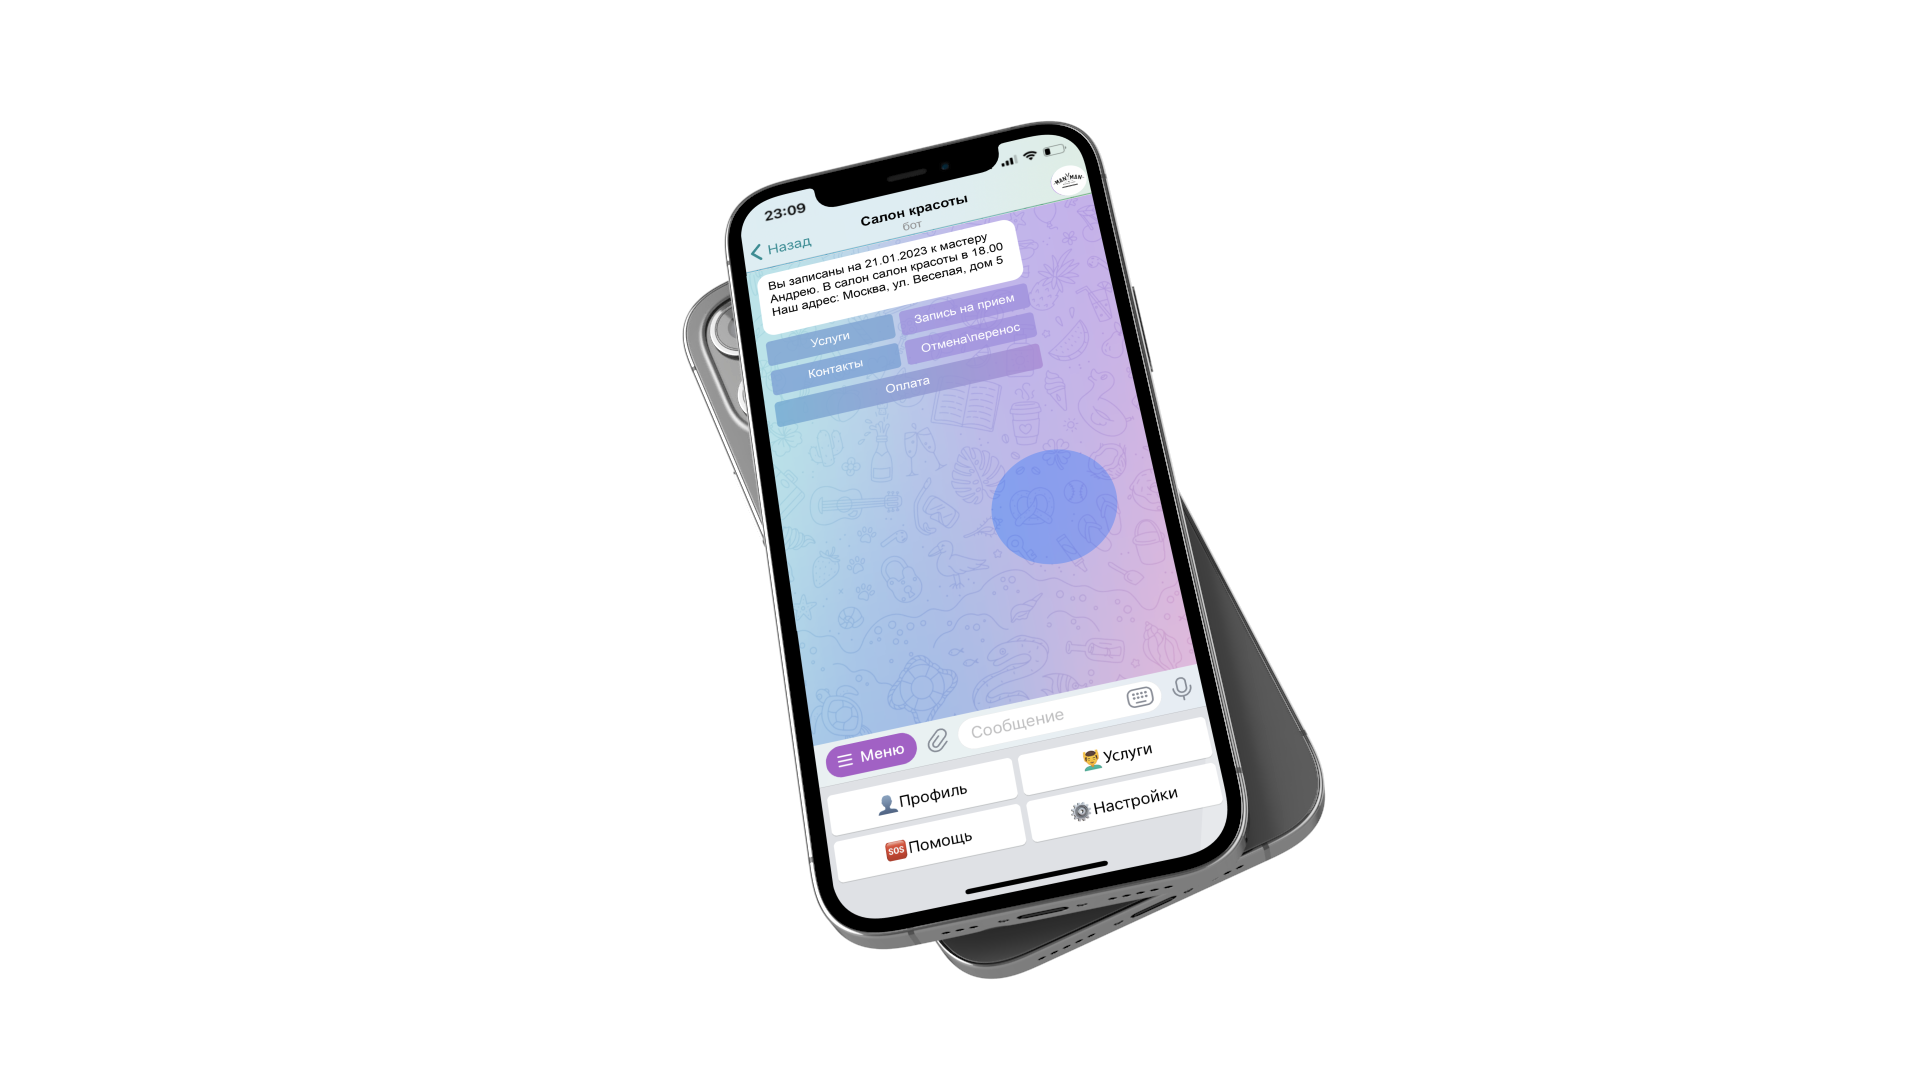 23:09
Назад
Салон красоты
бот
MAN MAN
Вы записаны на 21.01.2023 к мастеру
Андрею. В салон салон красоты в 18.00
Наш адрес: Москва, ул. Веселая, дом 5
Услуги
Запись на прием
Контакты
Отмена\перенос
Оплата
Меню
Сообщение
Профиль
Услуги
SOS Помощь
Настройки